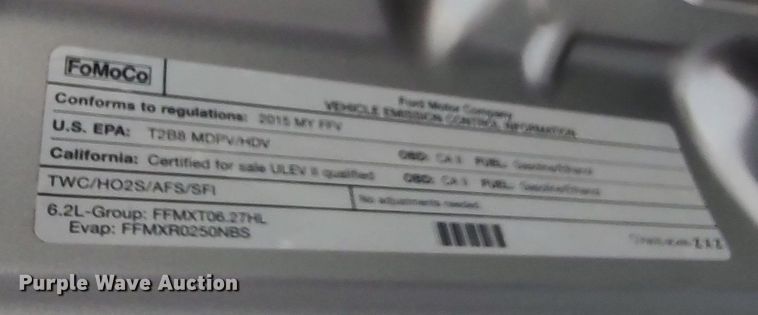 FoMoCo
Ford Motor Company
VEHICLE EMISSION CONTROL INFORMATION
Conforms to regulations: 2015 MY FFV
U.S. EPA: T2B8 MDPV/HDV OBD: CA II FUEL: Gasoline/Ethanol
California: Certified for sale ULEV II qualified OBD: CA II FUEL: Gasoline/Ethanol
TWC/HO2S/AFS/SFI
No adjustments needed.
6.2L-Group: FFMXT06.27HL
Evap: FFMXR0250NBS
Purple Wave Auction